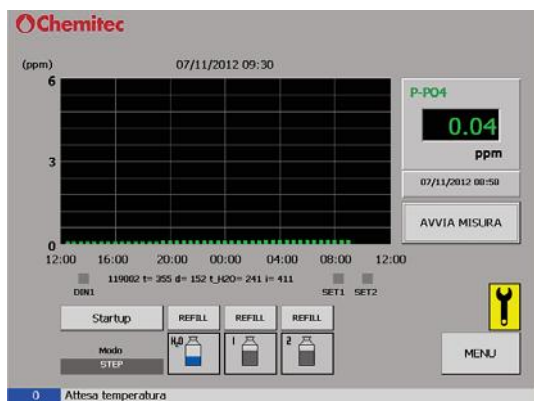 Chemitec
(ppm)
07/11/2012 09:30
6
3
0
12:00 16:00 20:00 00:00 04:00 08:00 12:00
P-PO4
0.04
ppm
07/11/2012 08:50
AVVIA MISURA
119002 t= 355 d= 152 t_H2O= 241 i= 411
DIN1
SET1 SET2
Startup
REFILL REFILL REFILL
Modo
STEP
H2O
1
2
MENU
0 Attesa temperatura